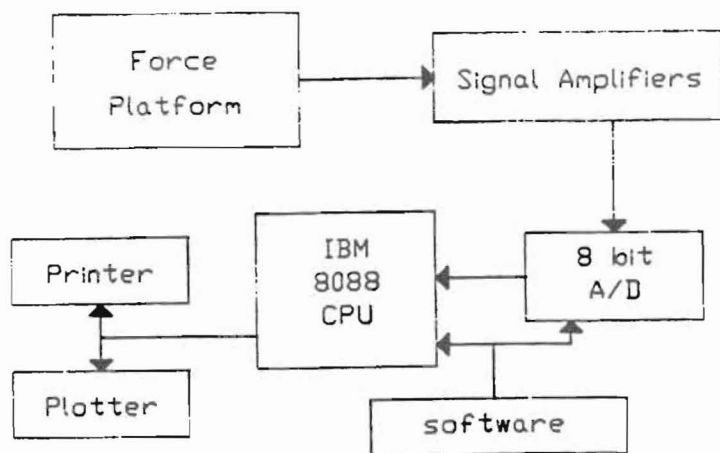 Force
Platform
Signal Amplifiers
IBM
8088
CPU
8 bit
A/D
Printer
Plotter
software